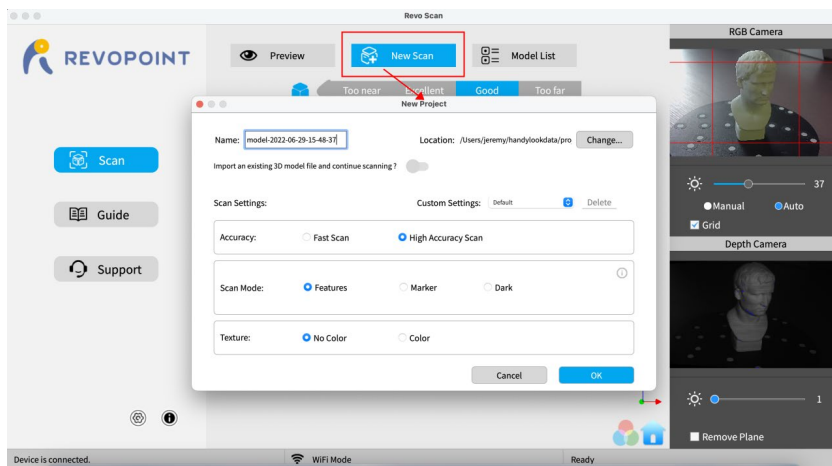 Revo Scan
REVOPOINT
Preview
New Scan
Model List
RGB Camera
Too near
Excellent
Good
Too far
New Project
Name: model-2022-06-29-15-48-37
Location: /Users/jeremy/handylookdata/pro
Change...
Import an existing 3D model file and continue scanning ?
Scan Settings:
Custom Settings: Default
Delete
Accuracy:
Fast Scan
High Accuracy Scan
Scan Mode:
Features
Marker
Dark
Texture:
No Color
Color
Cancel
OK
Scan
Guide
Support
37
Manual
Auto
Grid
Depth Camera
1
Remove Plane
Device is connected.
WiFi Mode
Ready